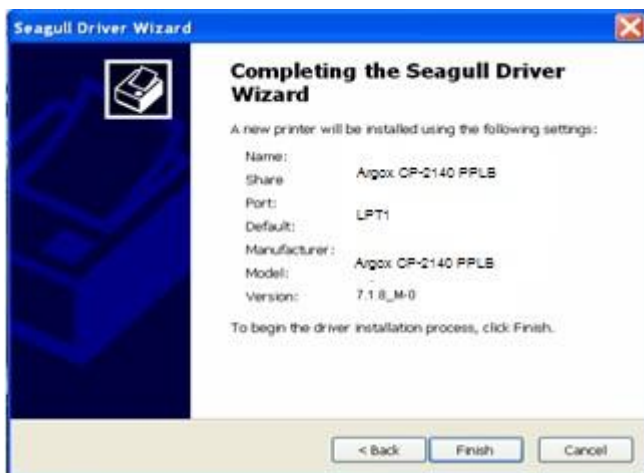 Seagull Driver Wizard
Completing the Seagull Driver
Wizard
A new printer will be installed using the following settings:
Name:
Argox CP-2140 PPLB
Share
Port:
LPT1
Default:
Manufacturer:
Argox CP-2140 PPLB
Model:
Version: 7.1.8_M-0
To begin the driver installation process, click Finish.
< Back Finish Cancel